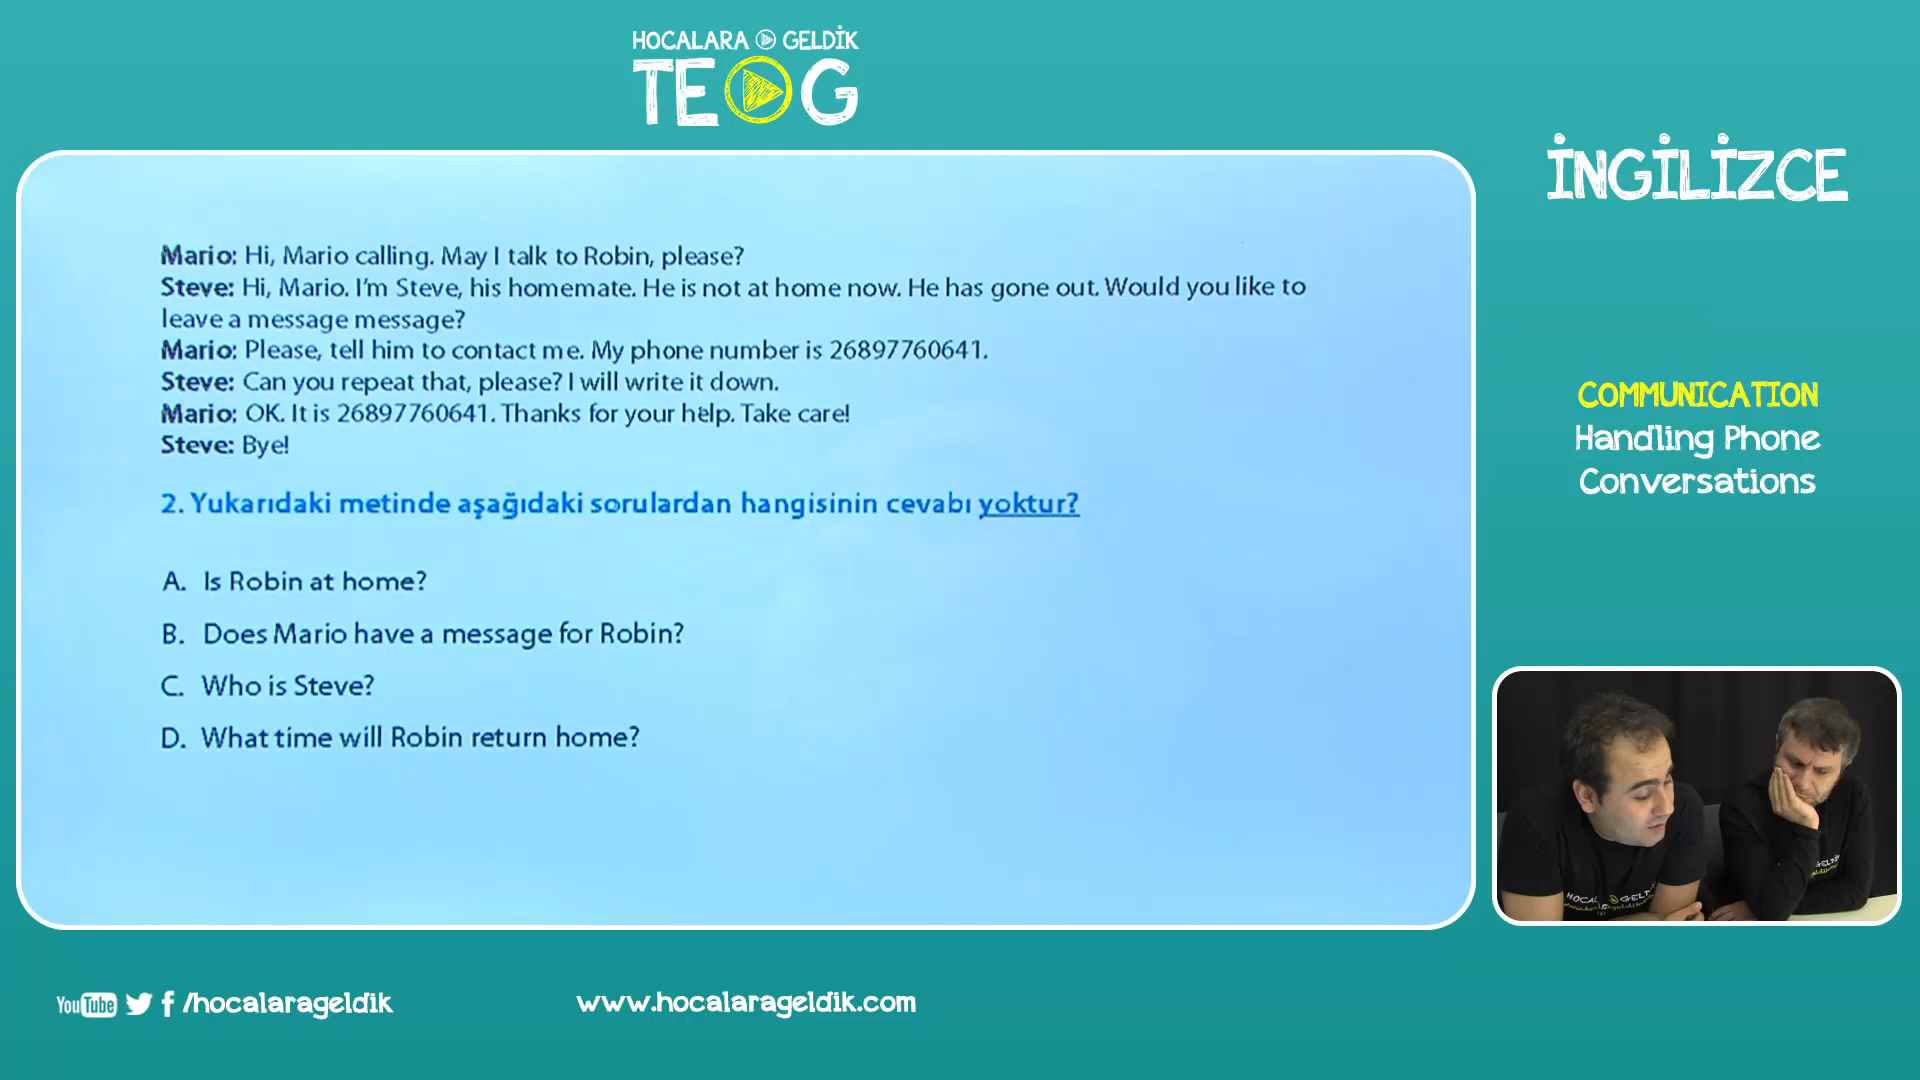 HOCALARA GELDİK
TEOG
İNGİLİZCE
Mario: Hi, Mario calling. May I talk to Robin, please?
Steve: Hi, Mario. I'm Steve, his homemate. He is not at home now. He has gone out. Would you like to
leave a message message?
Mario: Please, tell him to contact me. My phone number is 26897760641.
Steve: Can you repeat that, please? I will write it down.
Mario: OK. It is 26897760641. Thanks for your help. Take care!
Steve: Bye!
2. Yukarıdaki metinde aşağıdaki sorulardan hangisinin cevabı yoktur?
A. Is Robin at home?
B. Does Mario have a message for Robin?
C. Who is Steve?
D. What time will Robin return home?
COMMUNICATION
Handling Phone
Conversations
YouTube /hocalarageldik
www.hocalarageldik.com